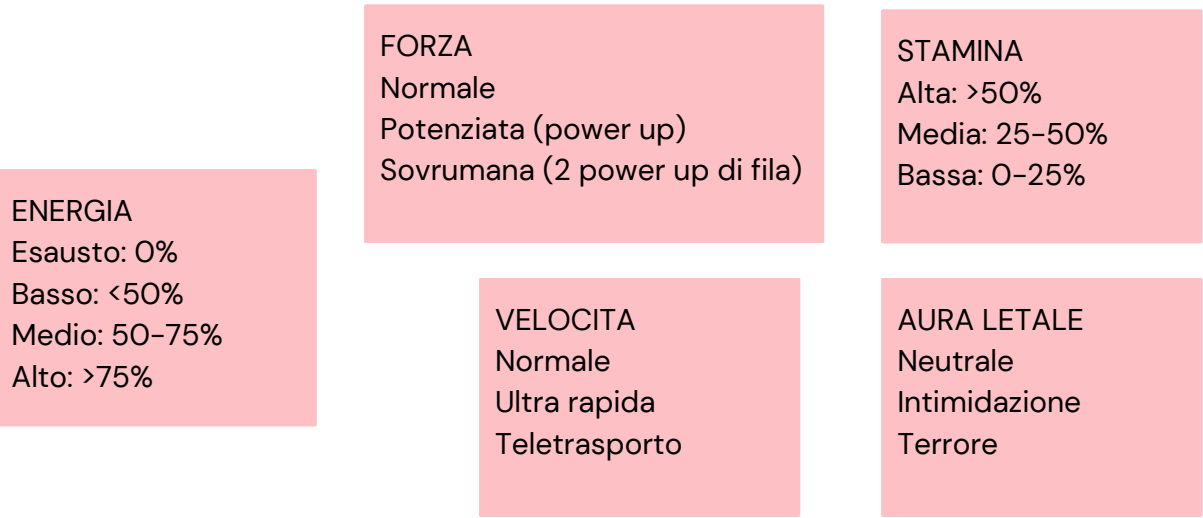 FORZA
Normale
Potenziata (power up)
Sovrumana (2 power up di fila)
STAMINA
Alta: >50%
Media: 25-50%
Bassa: 0-25%
ENERGIA
Esausto: 0%
Basso: <50%
Medio: 50-75%
Alto: >75%
VELOCITA
Normale
Ultra rapida
Teletrasporto
AURA LETALE
Neutrale
Intimidazione
Terrore